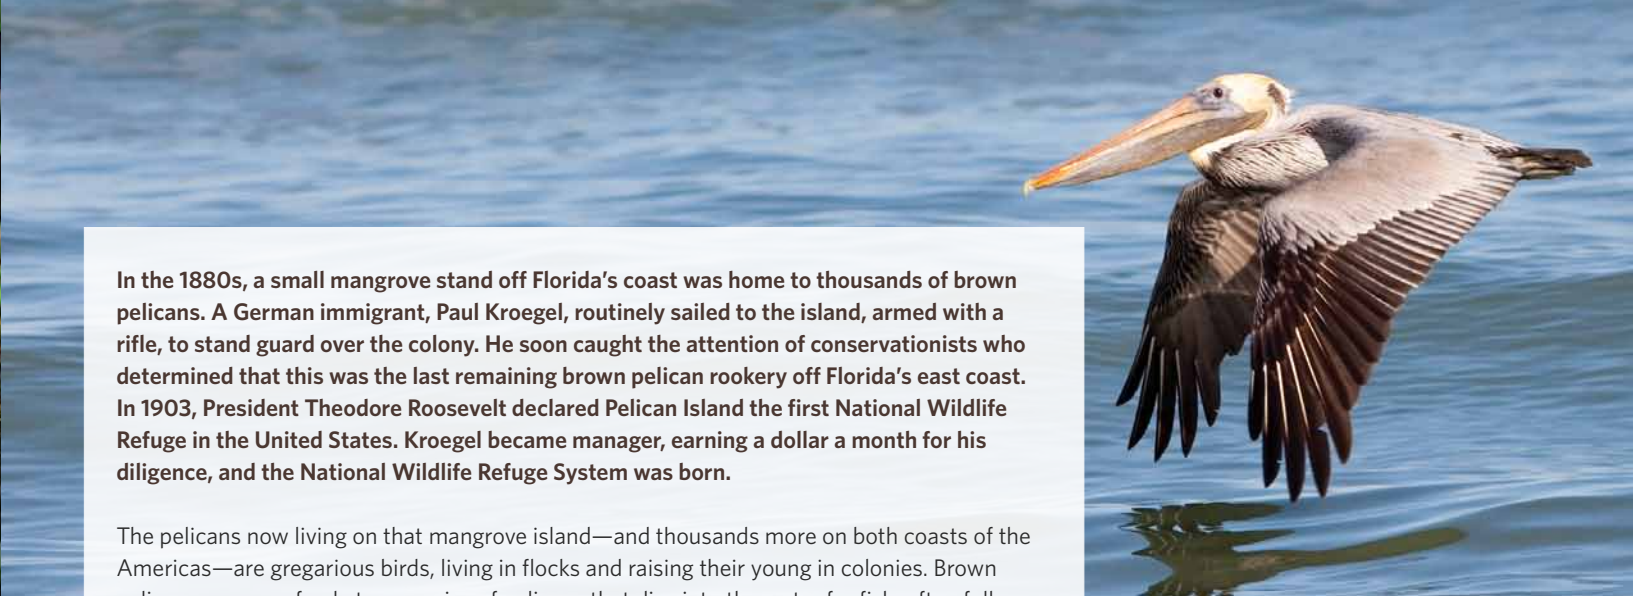 In the 1880s, a small mangrove stand off Florida's coast was home to thousands of brown
pelicans. A German immigrant, Paul Kroegel, routinely sailed to the island, armed with a
rifle, to stand guard over the colony. He soon caught the attention of conservationists who
determined that this was the last remaining brown pelican rookery off Florida's east coast.
In 1903, President Theodore Roosevelt declared Pelican Island the first National Wildlife
Refuge in the United States. Kroegel became manager, earning a dollar a month for his
diligence, and the National Wildlife Refuge System was born.
The pelicans now living on that mangrove island—and thousands more on both coasts of the
Americas—are gregarious birds, living in flocks and raising their young in colonies. Brown